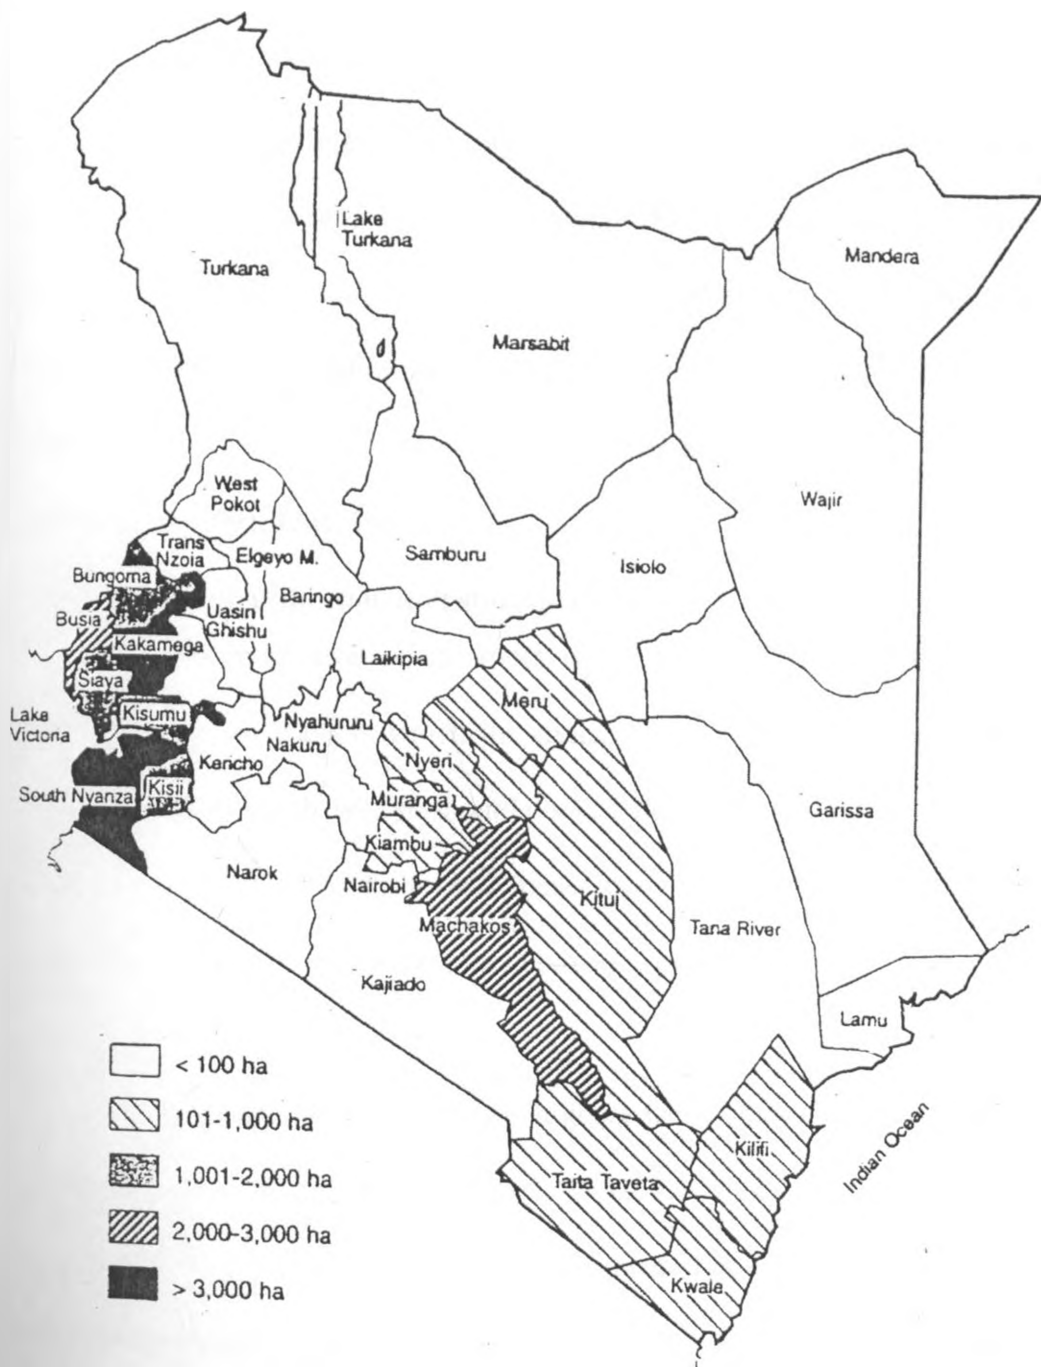 Lake
Turkana
Mandera
Turkana
Marsabit
West
Pokot
Wajir
Trans
Nzoia
Elgeyo M.
Samburu
Isiolo
Bungoma
Baringo
Uasin
Ghishu
Busia
Kakamega
Laikipia
Siaya
Meru
Lake
Victoria
Kisumu
Nyahururu
Nakuru
Nyeri
Kericho
South Nyanza
Kisii
Muranga
Garissa
Kiambu
Narok
Nairobi
Kitui
Machakos
Tana River
Kajiado
Lamu
< 100 ha
101-1,000 ha
1,001-2,000 ha
2,000-3,000 ha
> 3,000 ha
Kilifi
Indian Ocean
Taita Taveta
Kwale